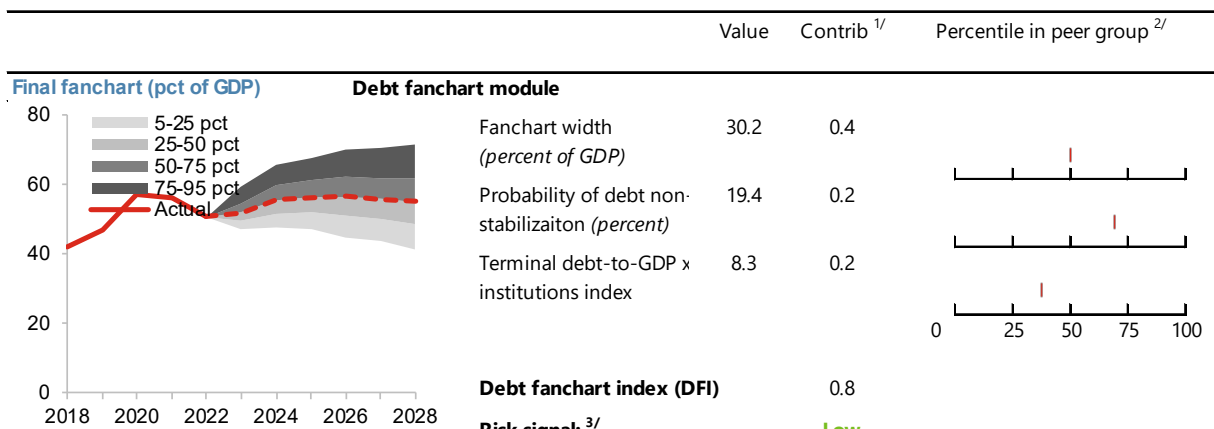 Value Contrib 1/ Percentile in peer group 2/
Final fanchart (pct of GDP) Debt fanchart module
80
60
40
20
0
2018 2020 2022 2024 2026 2028
5-25 pct
25-50 pct
50-75 pct
75-95 pct
Actual
Fanchart width 30.2 0.4
(percent of GDP)
Probability of debt non- 19.4 0.2
stabilizaiton (percent)
Terminal debt-to-GDP x 8.3 0.2
institutions index
0 25 50 75 100
Debt fanchart index (DFI) 0.8
Risk signal: 3/ Low